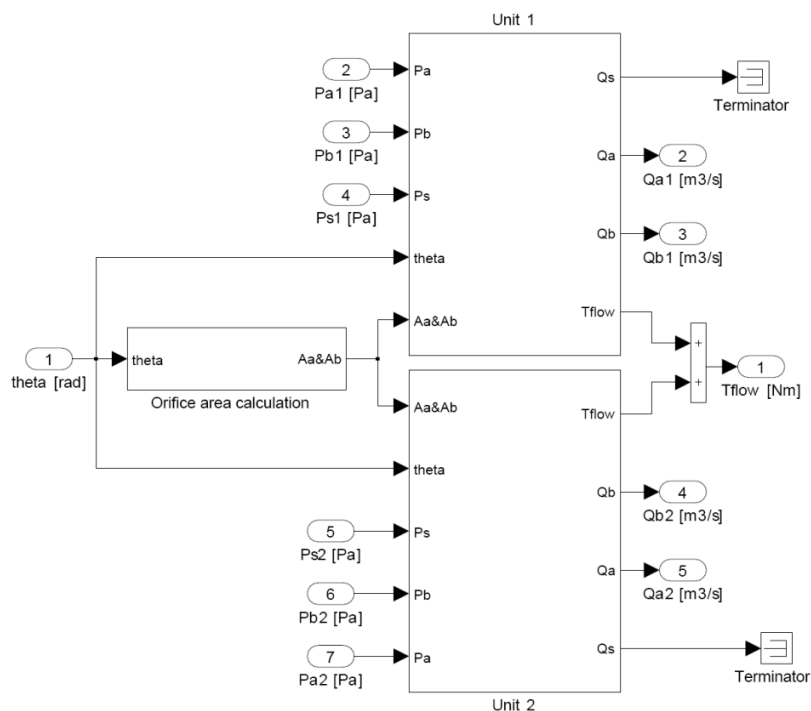 Unit 1
2
Pa1 [Pa]
Pa
Qs
Terminator
3
Pb1 [Pa]
Pb
Qa
2
Qa1 [m3/s]
4
Ps1 [Pa]
Ps
Qb
3
Qb1 [m3/s]
theta
Aa&Ab
Tflow
1
theta [rad]
theta
Aa&Ab
Orifice area calculation
+
+
1
Tflow [Nm]
Aa&Ab
Tflow
theta
Qb
4
Qb2 [m3/s]
5
Ps2 [Pa]
Ps
Qa
5
Qa2 [m3/s]
6
Pb2 [Pa]
Pb
7
Pa2 [Pa]
Pa
Qs
Terminator
Unit 2